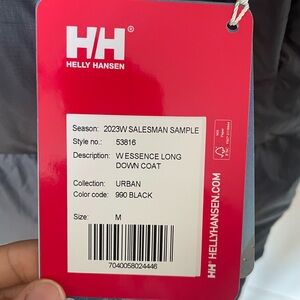 HH®
HELLY HANSEN
Season: 2023W SALESMAN SAMPLE
Style no.: 53816
Description: W ESSENCE LONG
DOWN COAT
Collection: URBAN
Color code: 990 BLACK
Size: M
7040058024446
HH® HELLYHANSEN.COM